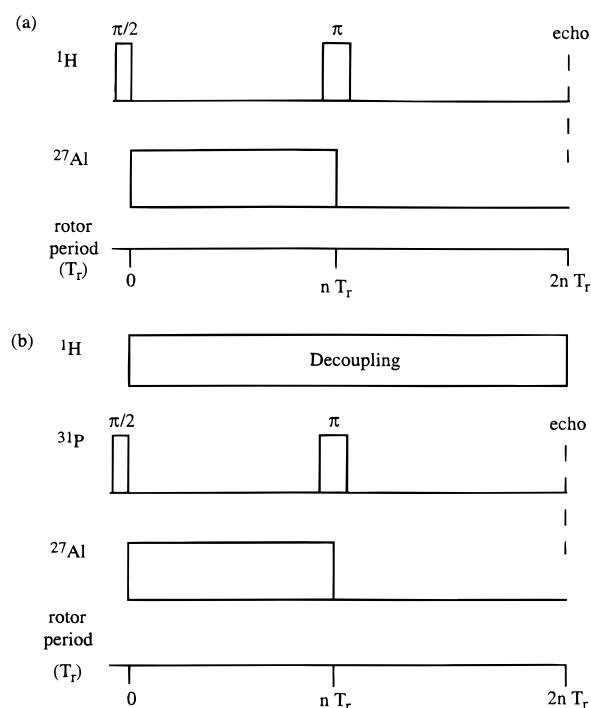 (a)
π/2
π
echo
¹H
²⁷Al
rotor
period
(Tᵣ)
0
n Tᵣ
2n Tᵣ
(b)
¹H
Decoupling
π/2
π
echo
³¹P
²⁷Al
rotor
period
(Tᵣ)
0
n Tᵣ
2n Tᵣ